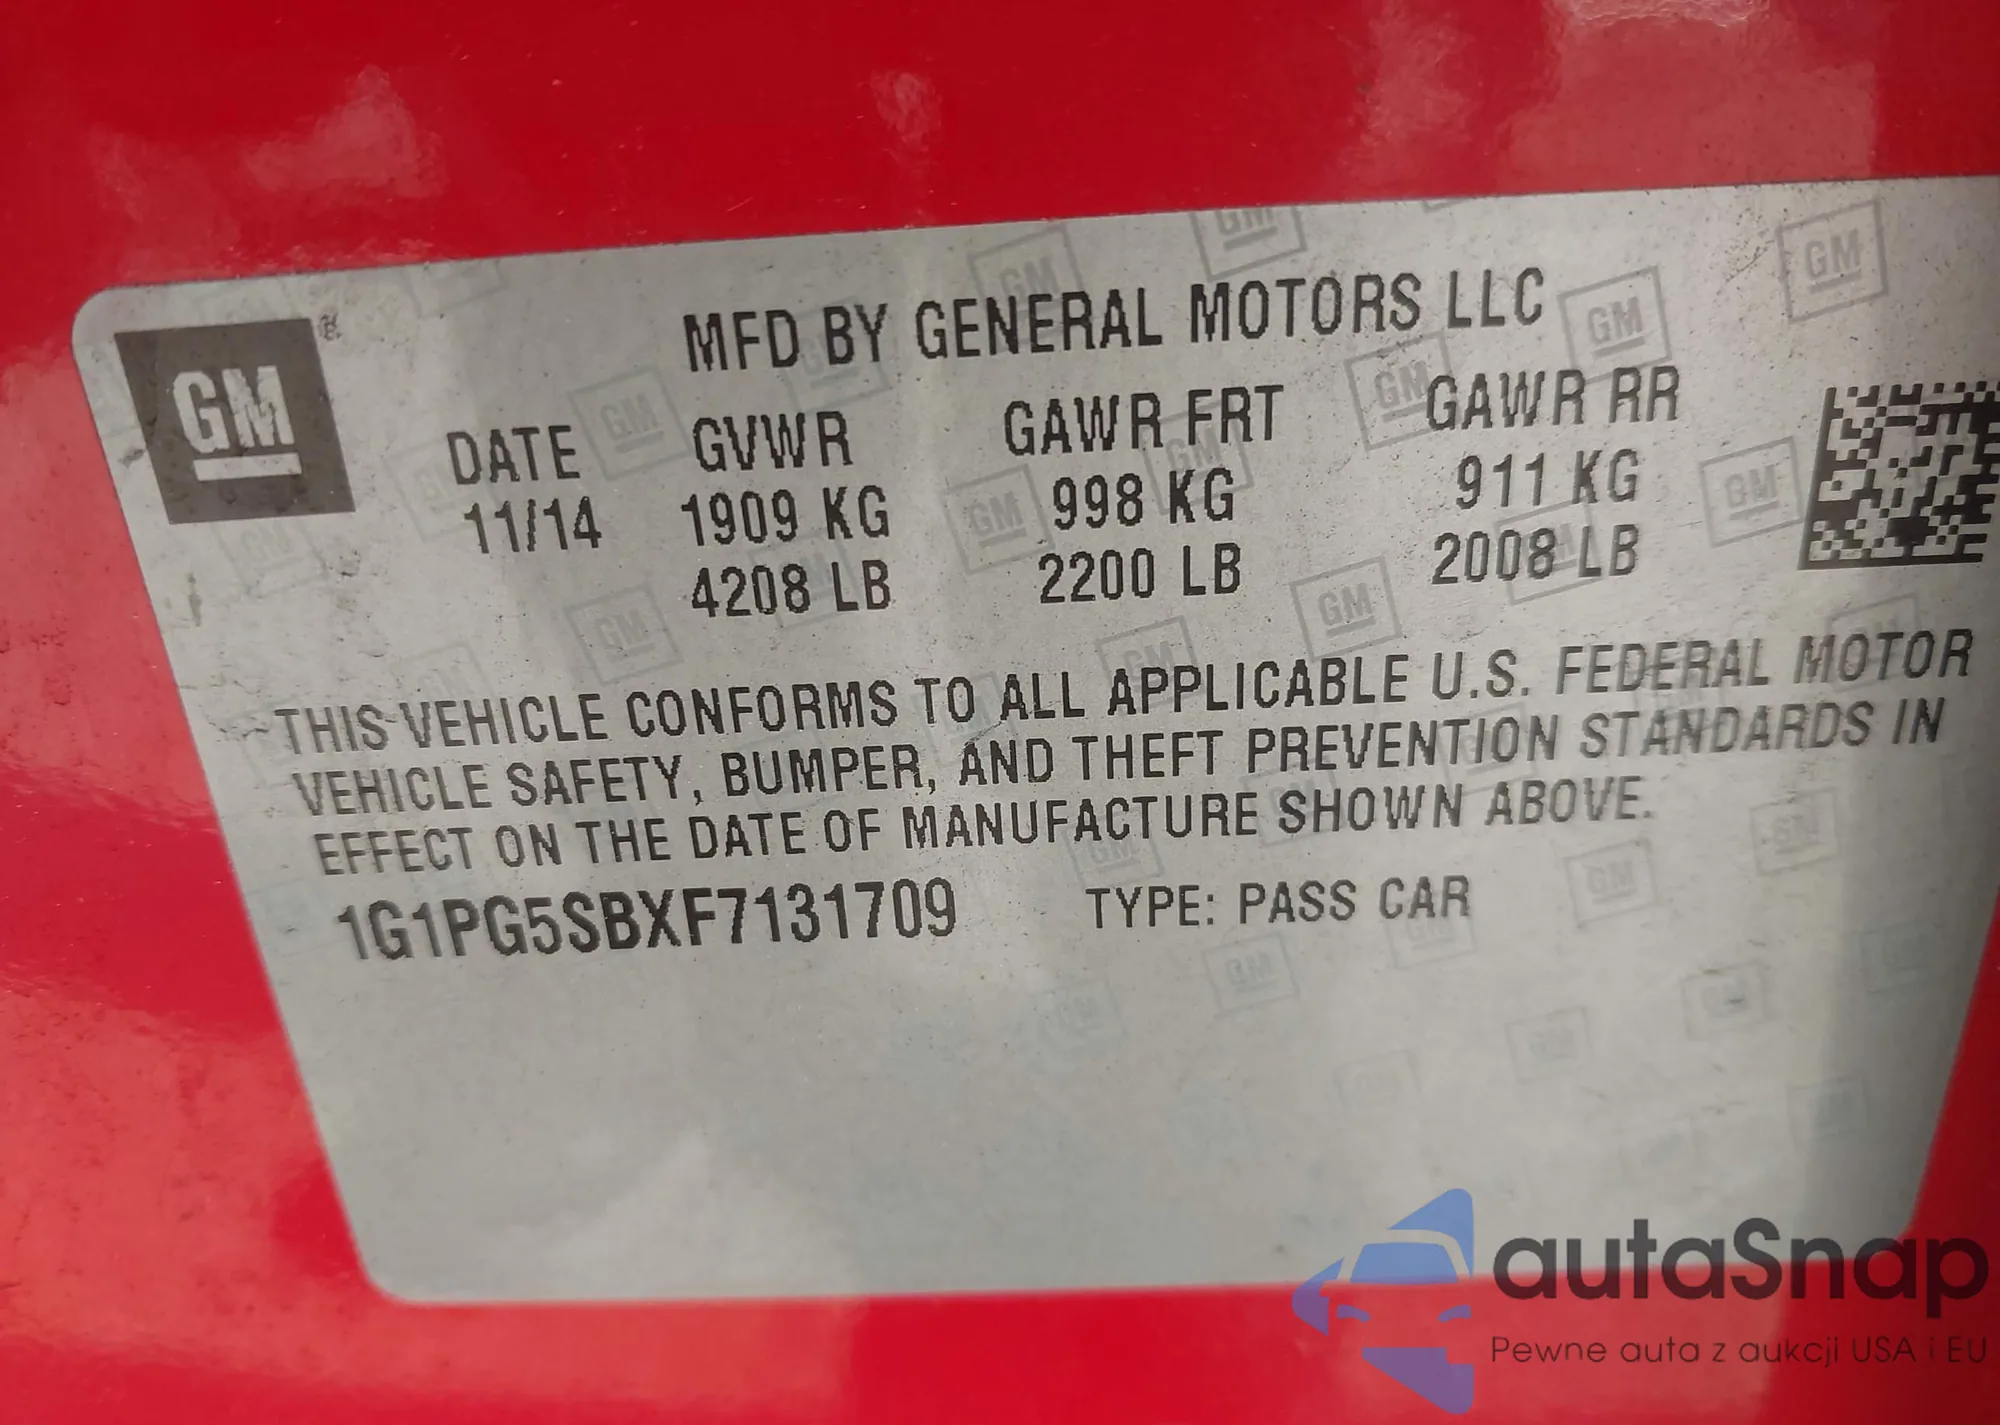 GM
MFD BY GENERAL MOTORS LLC
DATE GVWR GAWR FRT GAWR RR
11/14 1909 KG 998 KG 911 KG
4208 LB 2200 LB 2008 LB
THIS VEHICLE CONFORMS TO ALL APPLICABLE U.S. FEDERAL MOTOR
VEHICLE SAFETY, BUMPER, AND THEFT PREVENTION STANDARDS IN
EFFECT ON THE DATE OF MANUFACTURE SHOWN ABOVE.
1G1PG5SBXF7131709 TYPE: PASS CAR
autaSnap
Pewne auta z aukcji USA i EU